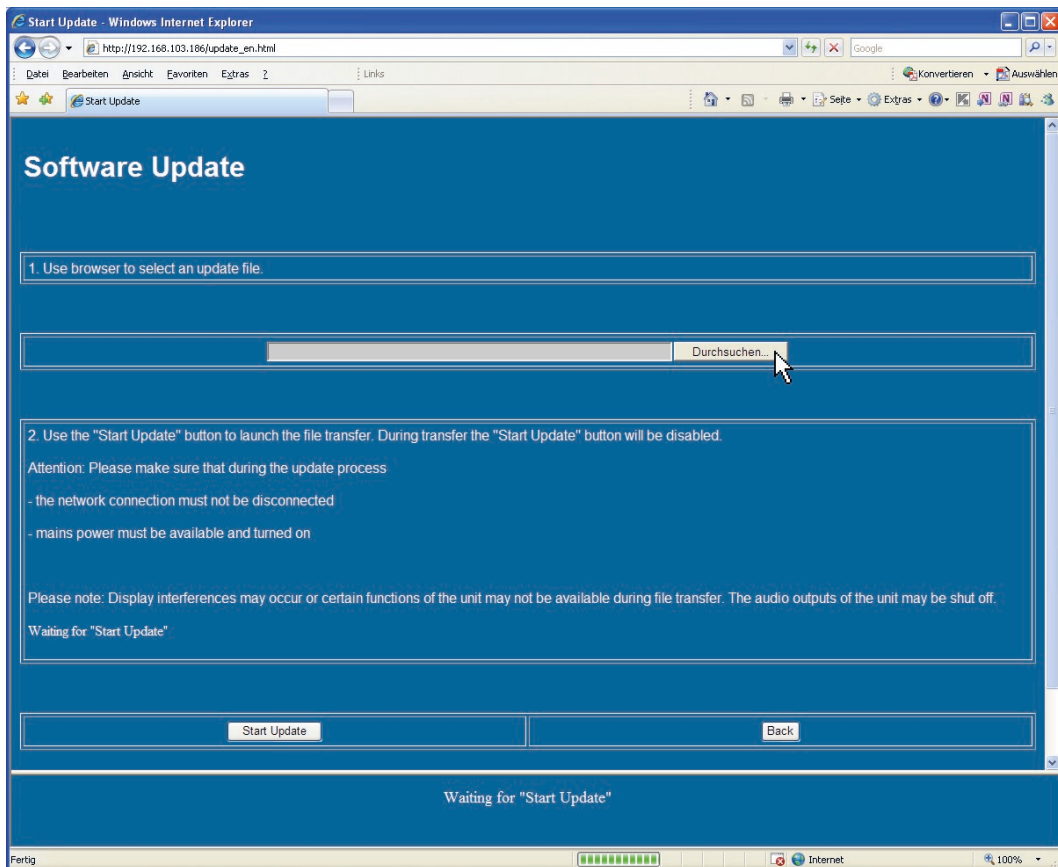 Start Update - Windows Internet Explorer
http://192.168.103.186/update_en.html
Google
Datei Bearbeiten Ansicht Favoriten Extras ?
Links
Konvertieren
Auswählen
Start Update
Seite
Extras
Software Update
1. Use browser to select an update file.
Durchsuchen...
2. Use the "Start Update" button to launch the file transfer. During transfer the "Start Update" button will be disabled.
Attention: Please make sure that during the update process
- the network connection must not be disconnected
- mains power must be available and turned on
Please note: Display interferences may occur or certain functions of the unit may not be available during file transfer. The audio outputs of the unit may be shut off.
Waiting for "Start Update"
Start Update
Back
Waiting for "Start Update"
Fertig
Internet
100%